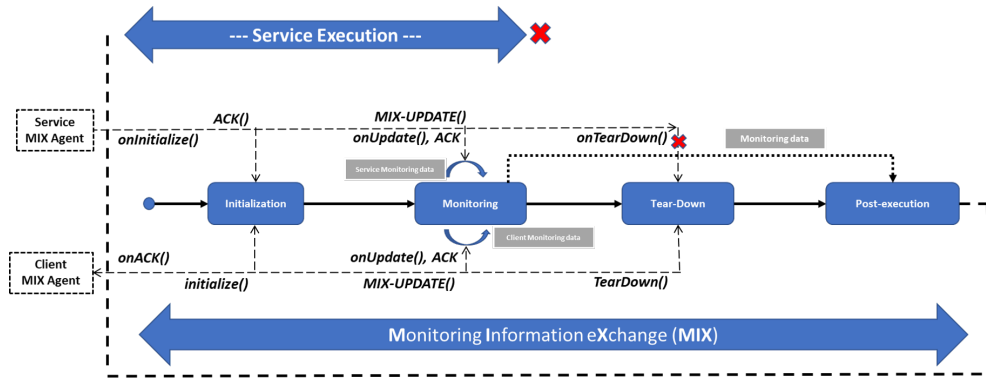 --- Service Execution ---
Service
MIX Agent
ACK()
MIX-UPDATE()
onInitialize()
onUpdate(), ACK
onTearDown()
Monitoring data
Service Monitoring data
Initialization
Monitoring
Tear-Down
Post-execution
Client Monitoring data
Client
MIX Agent
onACK()
onUpdate(), ACK
initialize()
MIX-UPDATE()
TearDown()
Monitoring Information eXchange (MIX)